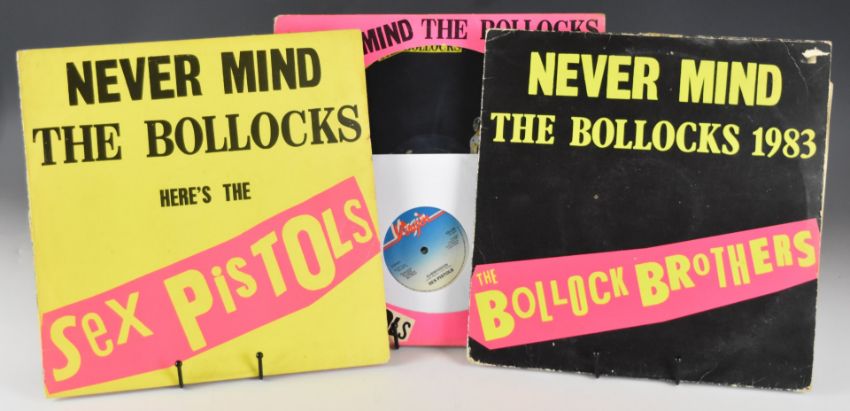 NEVER MIND
THE BOLLOCKS
HERE'S THE
Sex PisTOLs
MIND THE BOLLOCKS
BOLLOCKS
Virgin
SEX PISTOLS
NEVER MIND
THE BOLLOCKS 1983
THE
BOLLOCK BROTHERS